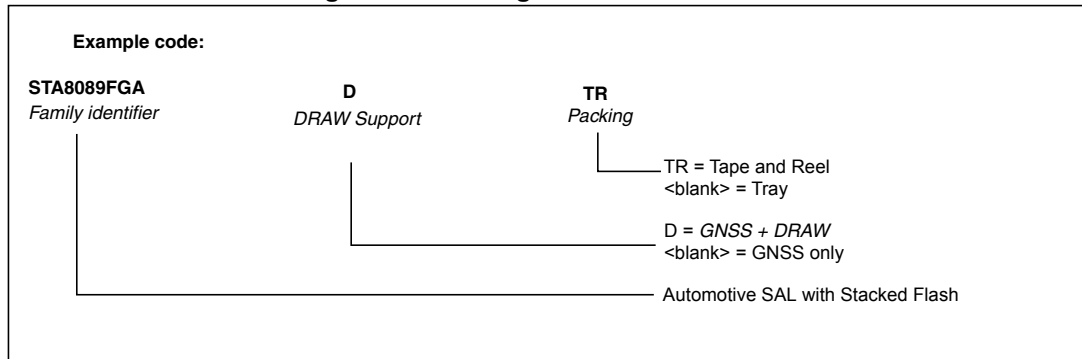 Example code:
STA8089FGA D TR
Family identifier DRAW Support Packing
TR = Tape and Reel
<blank> = Tray
D = GNSS + DRAW
<blank> = GNSS only
Automotive SAL with Stacked Flash